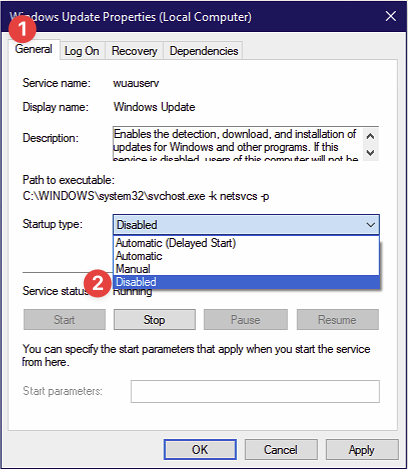 Windows Update Properties (Local Computer)
1
General Log On Recovery Dependencies
Service name: wuauserv
Display name: Windows Update
Description: Enables the detection, download, and installation of
updates for Windows and other programs. If this
service is disabled, users of this computer will not be
Path to executable:
C:\WINDOWS\system32\svchost.exe -k netsvcs -p
Startup type: Disabled
Automatic (Delayed Start)
Automatic
Manual
2 Disabled
Service status: Running
Start Stop Pause Resume
You can specify the start parameters that apply when you start the service
from here.
Start parameters:
OK Cancel Apply